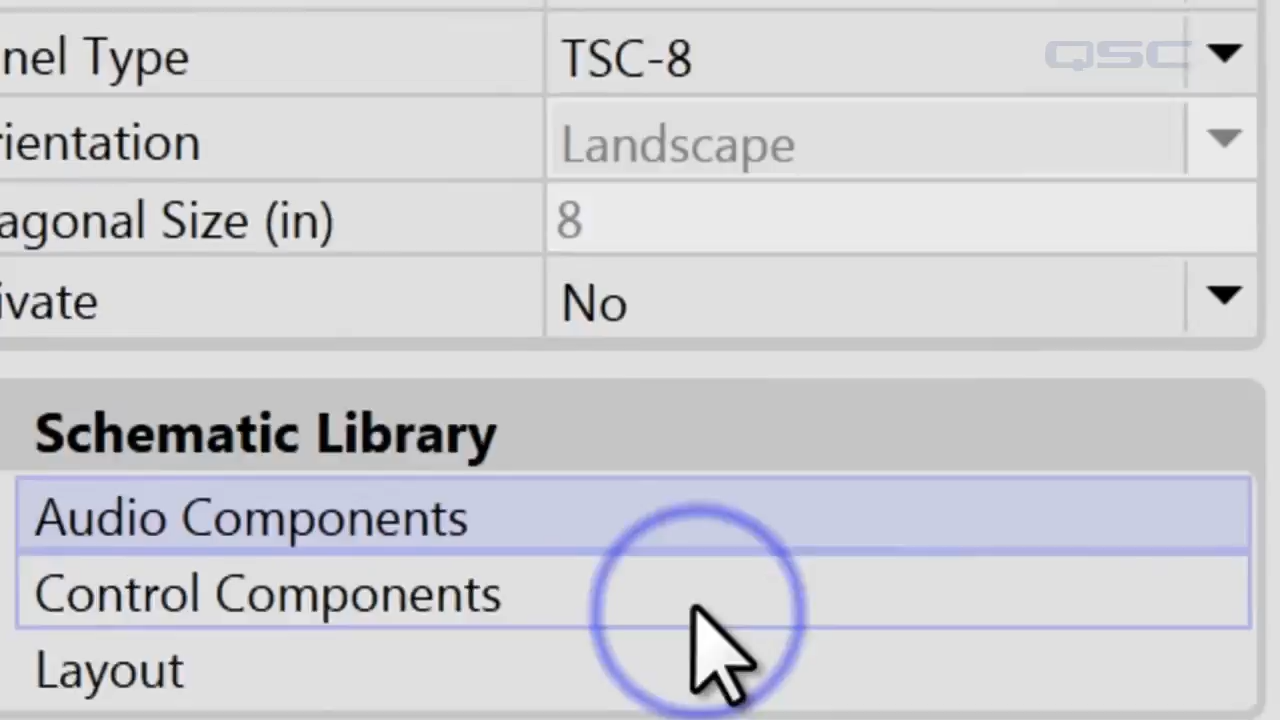 nel Type TSC-8 QSC
rientation Landscape
agonal Size (in) 8
ivate No
Schematic Library
Audio Components
Control Components
Layout